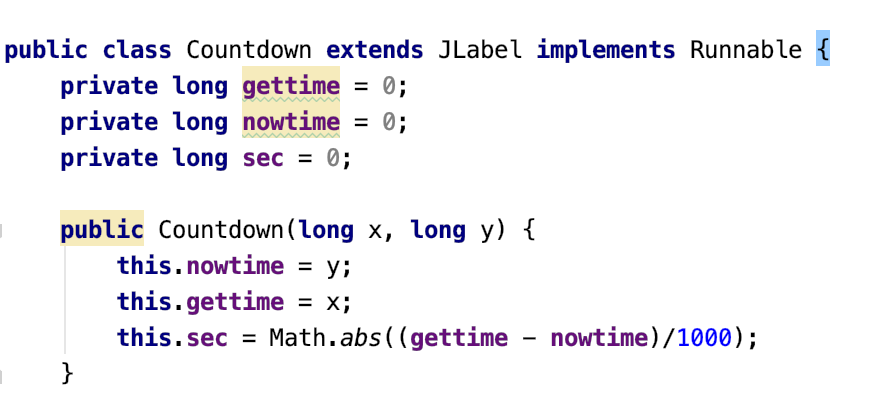 public class Countdown extends JLabel implements Runnable {
    private long gettime = 0;
    private long nowtime = 0;
    private long sec = 0;
    public Countdown(long x, long y) {
        this.nowtime = y;
        this.gettime = x;
        this.sec = Math.abs((gettime - nowtime)/1000);
    }